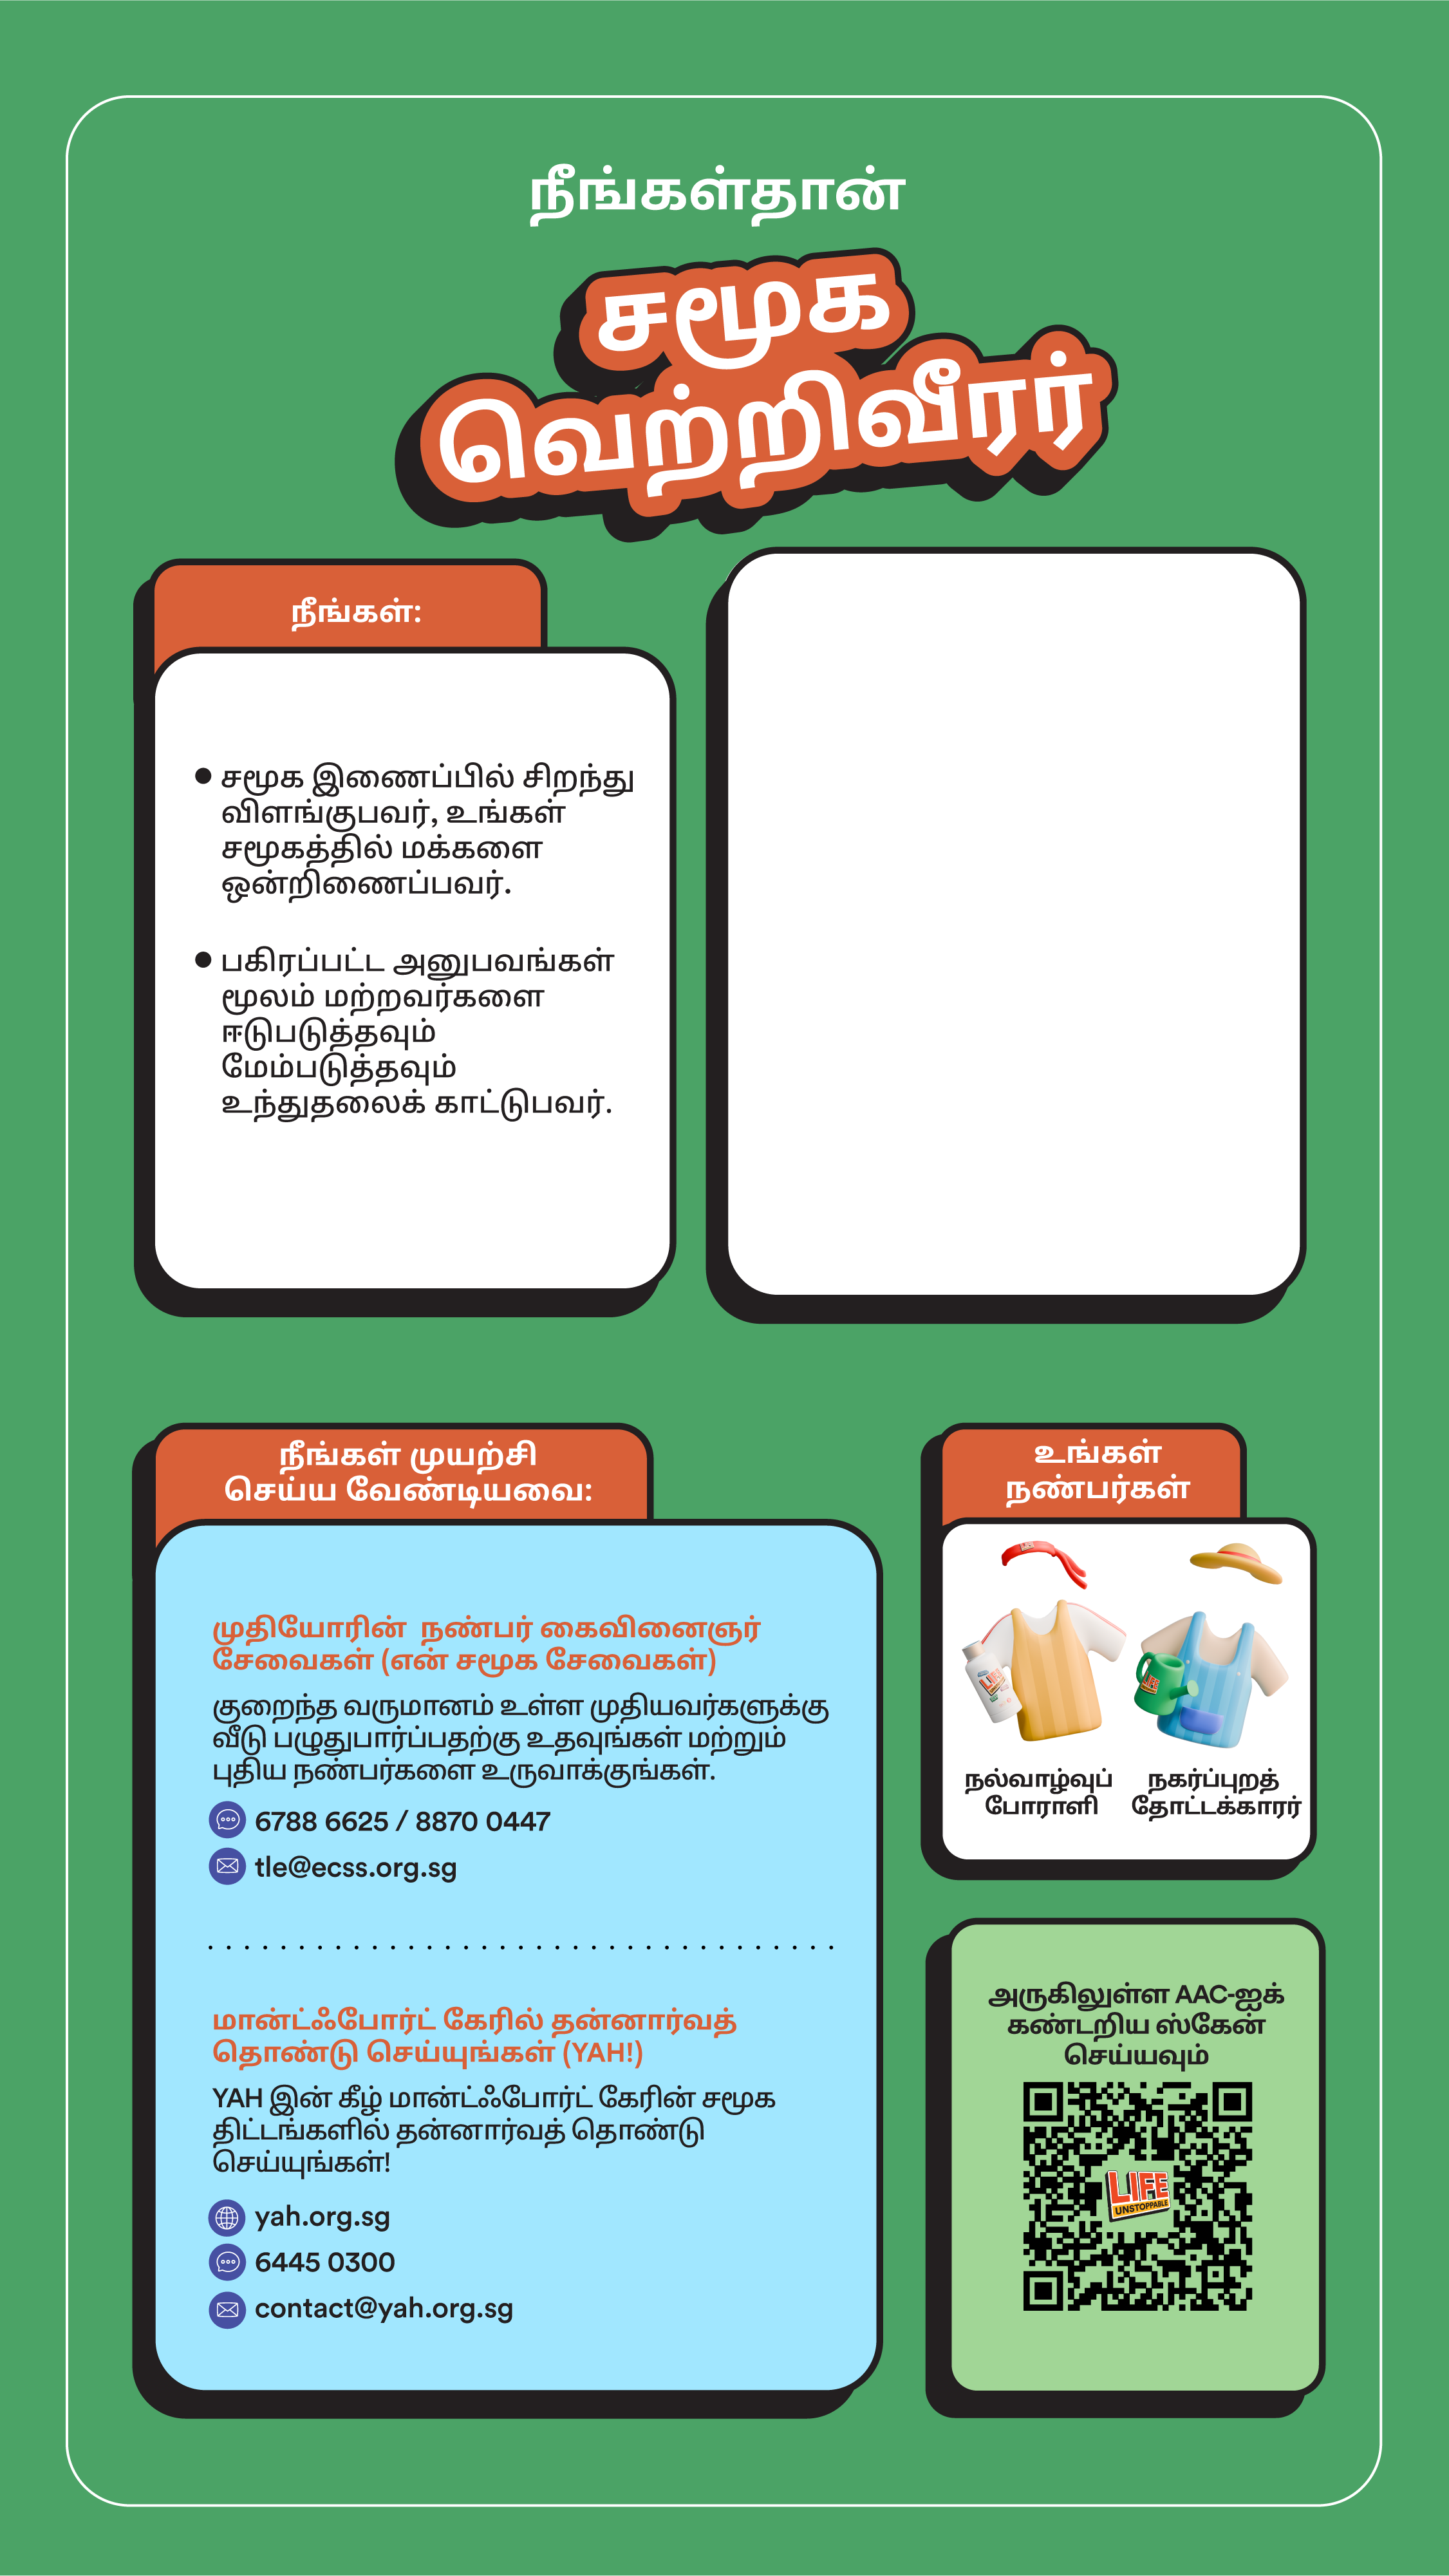 நீங்கள்தான்
சமூக
வெற்றிவீரர்
நீங்கள்:
● சமூக இணைப்பில் சிறந்து
விளங்குபவர், உங்கள்
சமூகத்தில் மக்களை
ஒன்றிணைப்பவர்.
● பகிரப்பட்ட அனுபவங்கள்
மூலம் மற்றவர்களை
ஈடுபடுத்தவும்
மேம்படுத்தவும்
உந்துதலைக் காட்டுபவர்.
நீங்கள் முயற்சி
செய்ய வேண்டியவை:
முதியோரின் நண்பர் கைவினைஞர்
சேவைகள் (என் சமூக சேவைகள்)
குறைந்த வருமானம் உள்ள முதியவர்களுக்கு
வீடு பழுதுபார்ப்பதற்கு உதவுங்கள் மற்றும்
புதிய நண்பர்களை உருவாக்குங்கள்.
6788 6625 / 8870 0447
tle@ecss.org.sg
மான்ட்ஃபோர்ட் கேரில் தன்னார்வத்
தொண்டு செய்யுங்கள் (YAH!)
YAH இன் கீழ் மான்ட்ஃபோர்ட் கேரின் சமூக
திட்டங்களில் தன்னார்வத் தொண்டு
செய்யுங்கள்!
yah.org.sg
6445 0300
contact@yah.org.sg
உங்கள்
நண்பர்கள்
நல்வாழ்வுப்
போராளி
நகர்ப்புறத்
தோட்டக்காரர்
அருகிலுள்ள AAC-ஐக்
கண்டறிய ஸ்கேன்
செய்யவும்
LIFE
UNSTOPPABLE